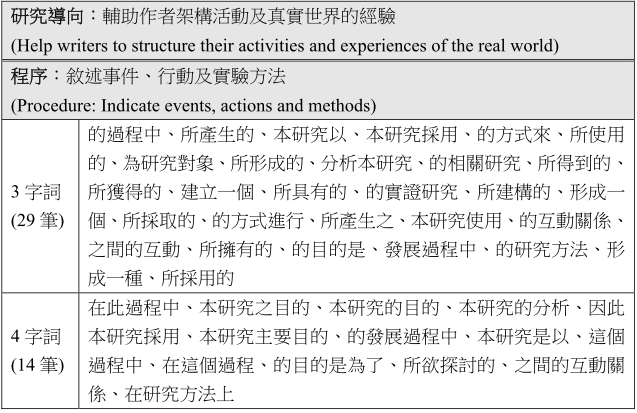 研究導向：輔助作者架構活動及真實世界的經驗
(Help writers to structure their activities and experiences of the real world)
程序：敘述事件、行動及實驗方法
(Procedure: Indicate events, actions and methods)
3 字詞
(29 筆)
的過程中、所產生的、本研究以、本研究採用、的方式來、所使用
的、為研究對象、所形成的、分析本研究、的相關研究、所得到的、
所獲得的、建立一個、所具有的、的實證研究、所建構的、形成一
個、所採取的、的方式進行、所產生之、本研究使用、的互動關係、
之間的互動、所擁有的、的目的是、發展過程中、的研究方法、形
成一種、所採用的
4 字詞
(14 筆)
在此過程中、本研究之目的、本研究的目的、本研究的分析、因此
本研究採用、本研究主要目的、的發展過程中、本研究是以、這個
過程中、在這個過程、的目的是為了、所欲探討的、之間的互動關
係、在研究方法上